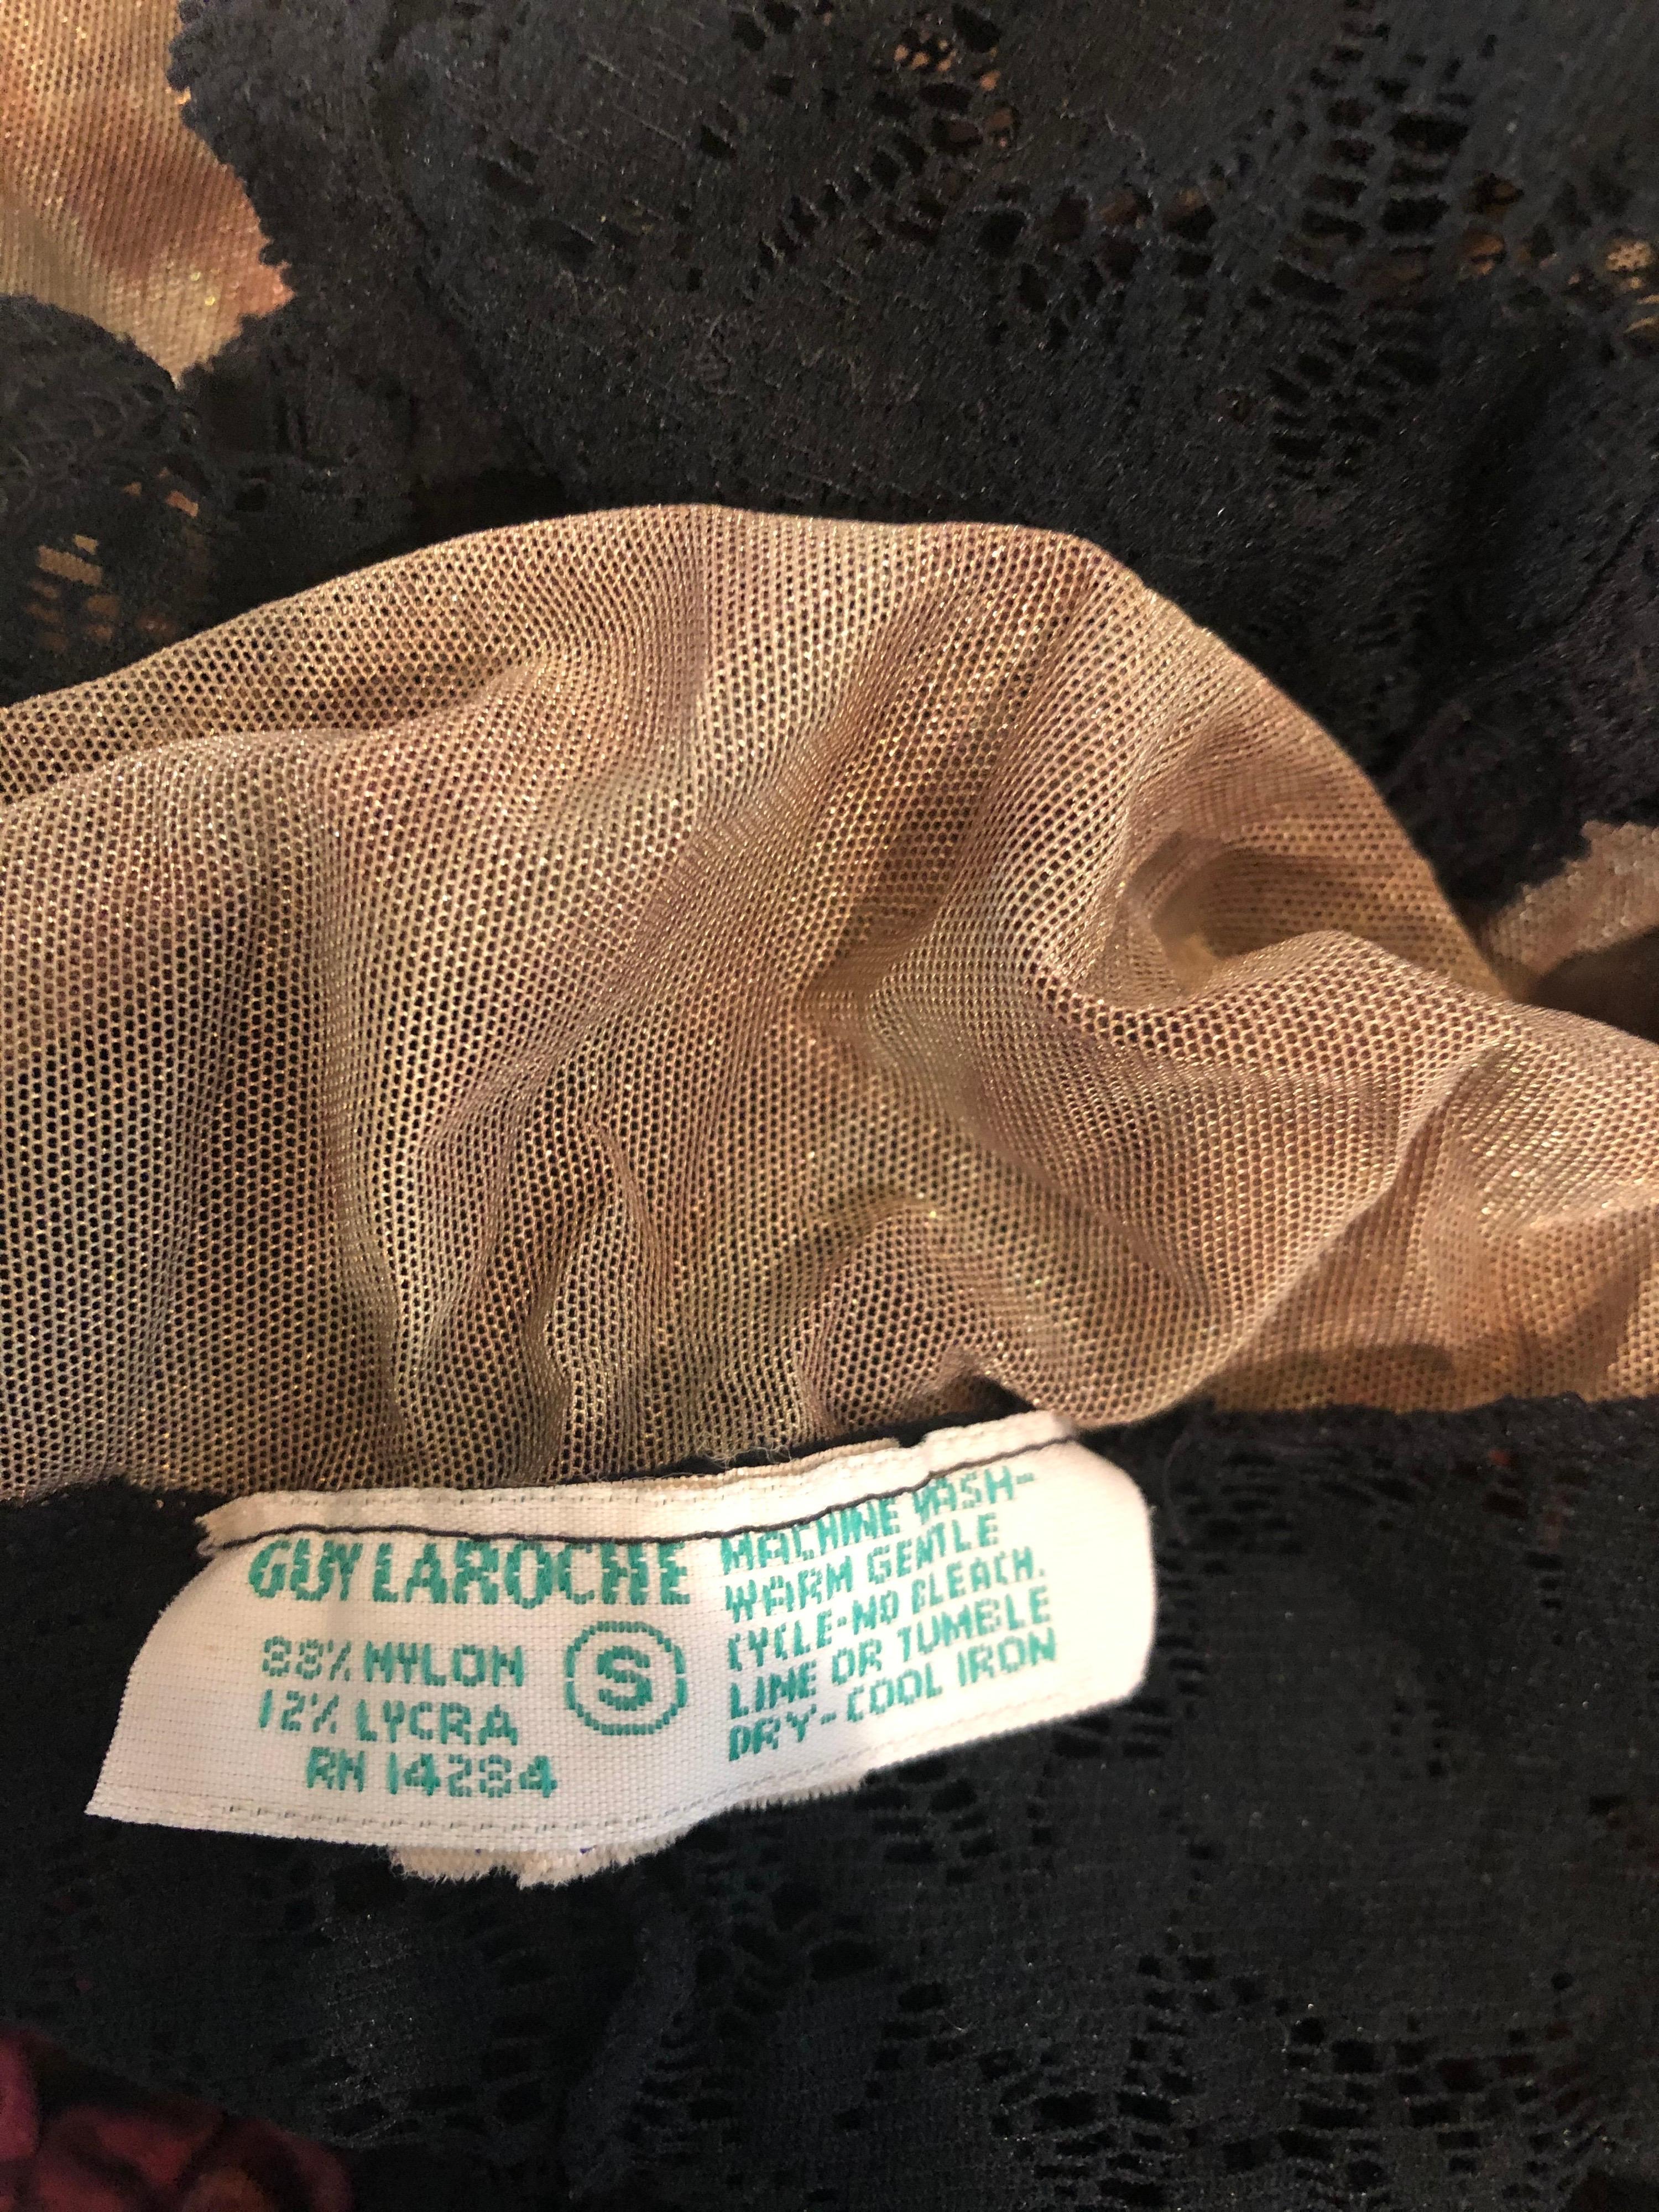 GUY LAROCHE
88% NYLON
12% LYCRA
RN 14284
S
MACHINE WASH-
WARM GENTLE
CYCLE-NO BLEACH.
LINE OR TUMBLE
DRY-COOL IRON